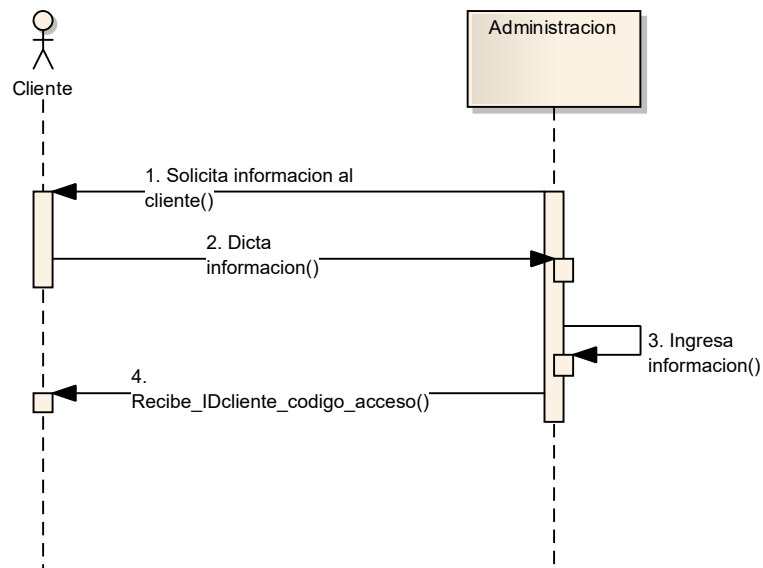 Administracion
Cliente
1. Solicita informacion al
cliente()
2. Dicta
informacion()
3. Ingresa
informacion()
4.
Recibe_IDcliente_codigo_acceso()